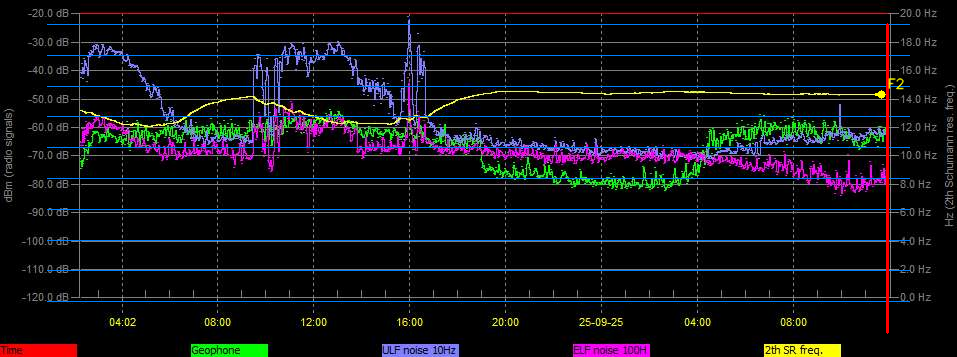 -20.0 dB 20.0 Hz
-30.0 dB 18.0 Hz
-40.0 dB 16.0 Hz
F2
-50.0 dB 14.0 Hz
-60.0 dB 12.0 Hz
-70.0 dB 10.0 Hz
-80.0 dB 8.0 Hz
-90.0 dB 6.0 Hz
-100.0 dB 4.0 Hz
-110.0 dB 2.0 Hz
-120.0 dB 0.0 Hz
dBm (radio signals)
Hz (2th Schumann res. freq.)
04:02 08:00 12:00 16:00 20:00 25-09-25 04:00 08:00
Time Geophone ULF noise 10Hz ELF noise 100H 2th SR freq.